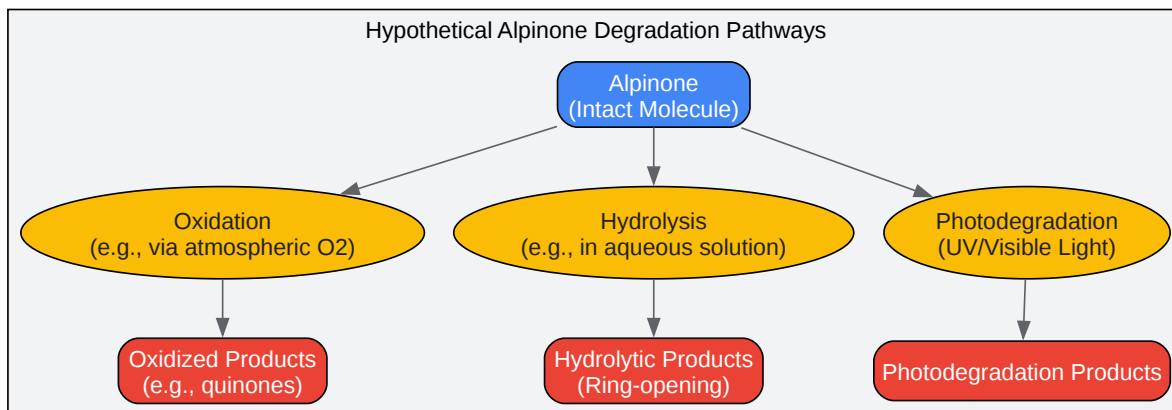 Hypothetical Alpinone Degradation Pathways
Alpinone
(Intact Molecule)
Oxidation
(e.g., via atmospheric O2)
Hydrolysis
(e.g., in aqueous solution)
Photodegradation
(UV/Visible Light)
Oxidized Products
(e.g., quinones)
Hydrolytic Products
(Ring-opening)
Photodegradation Products